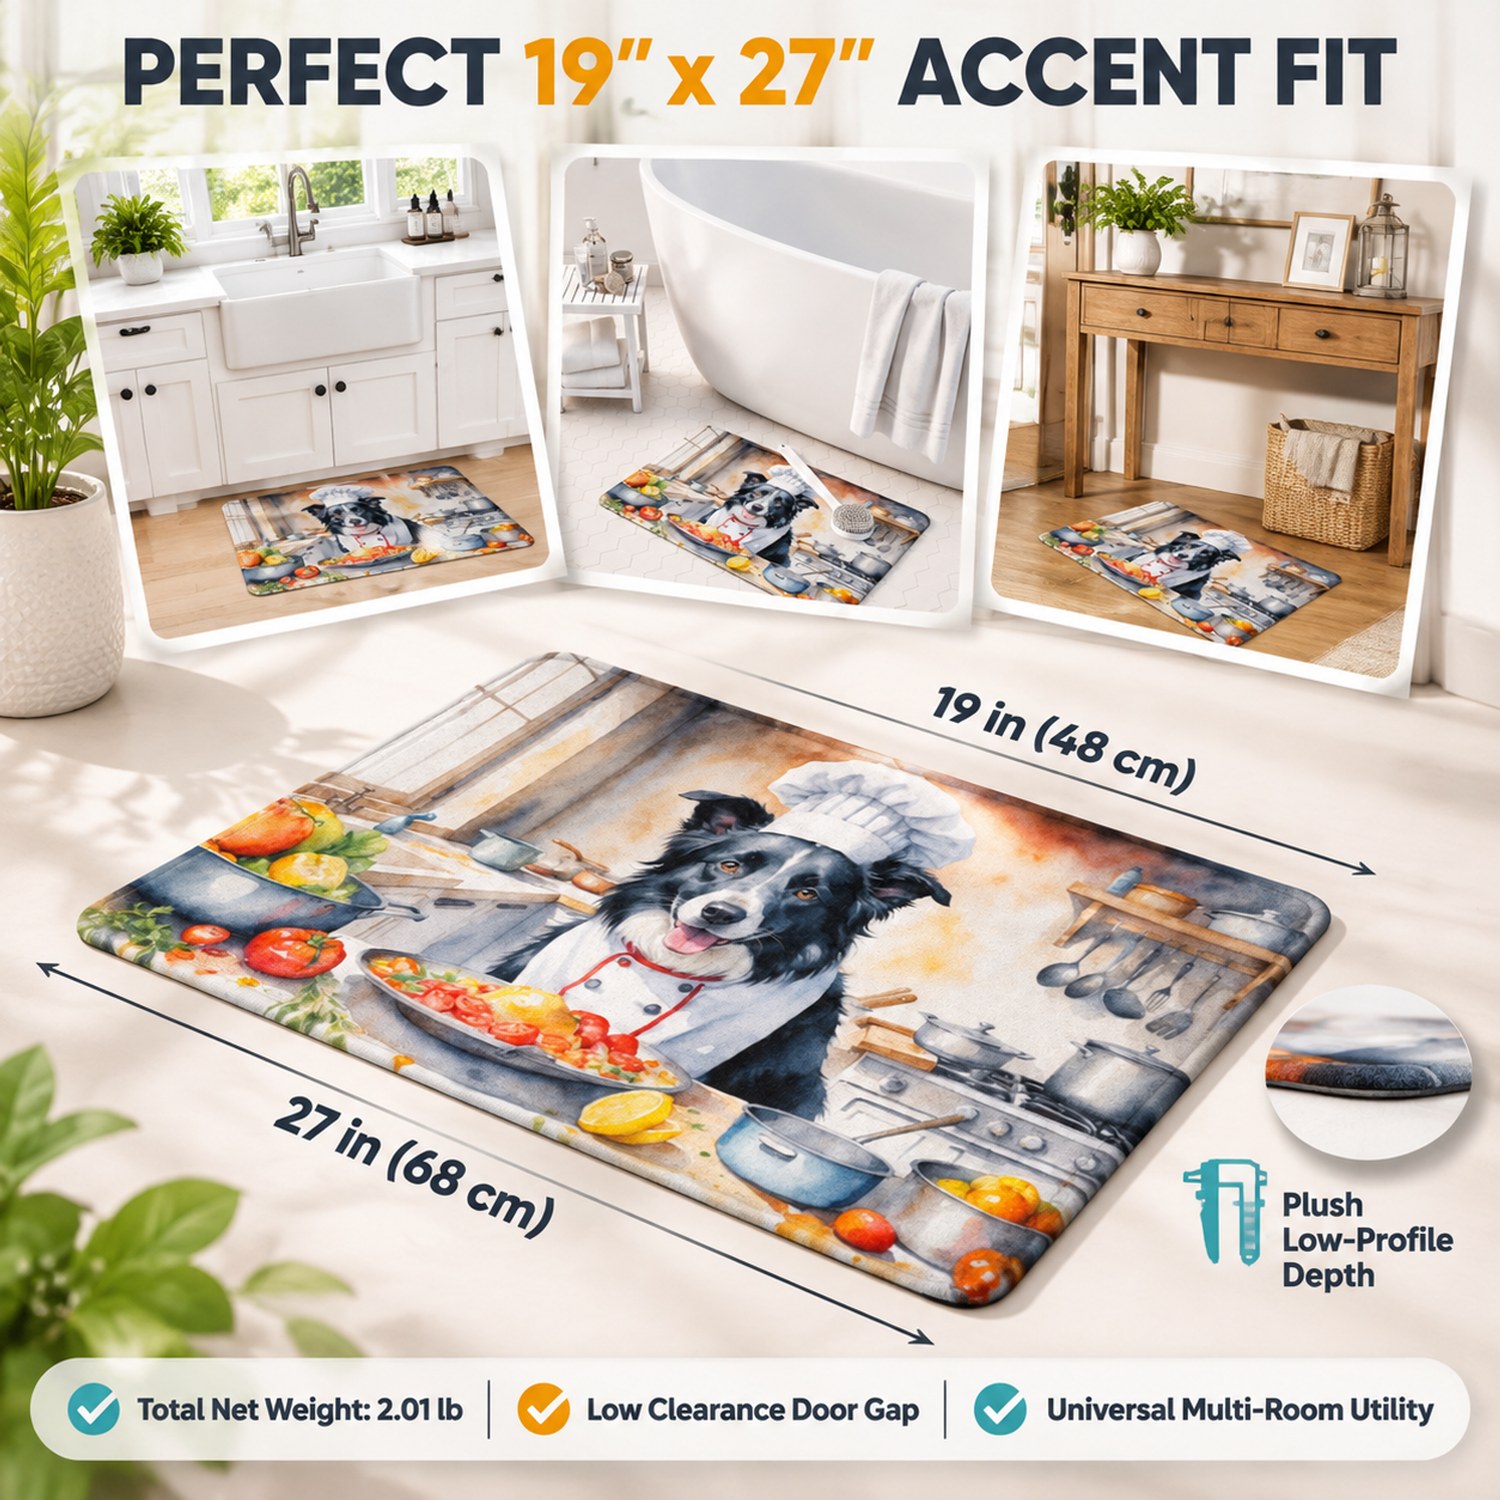 PERFECT 19" x 27" ACCENT FIT
19 in (48 cm)
27 in (68 cm)
Plush
Low-Profile
Depth
Total Net Weight: 2.01 lb
Low Clearance Door Gap
Universal Multi-Room Utility